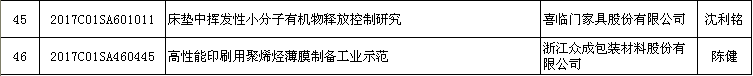 45 2017C01SA601011 床垫中挥发性小分子有机物释放控制研究 喜临门家具股份有限公司 沈利铭
46 2017C01SA460445 高性能印刷用聚烯烃薄膜制备工业示范 浙江众成包装材料股份有限公司 陈健